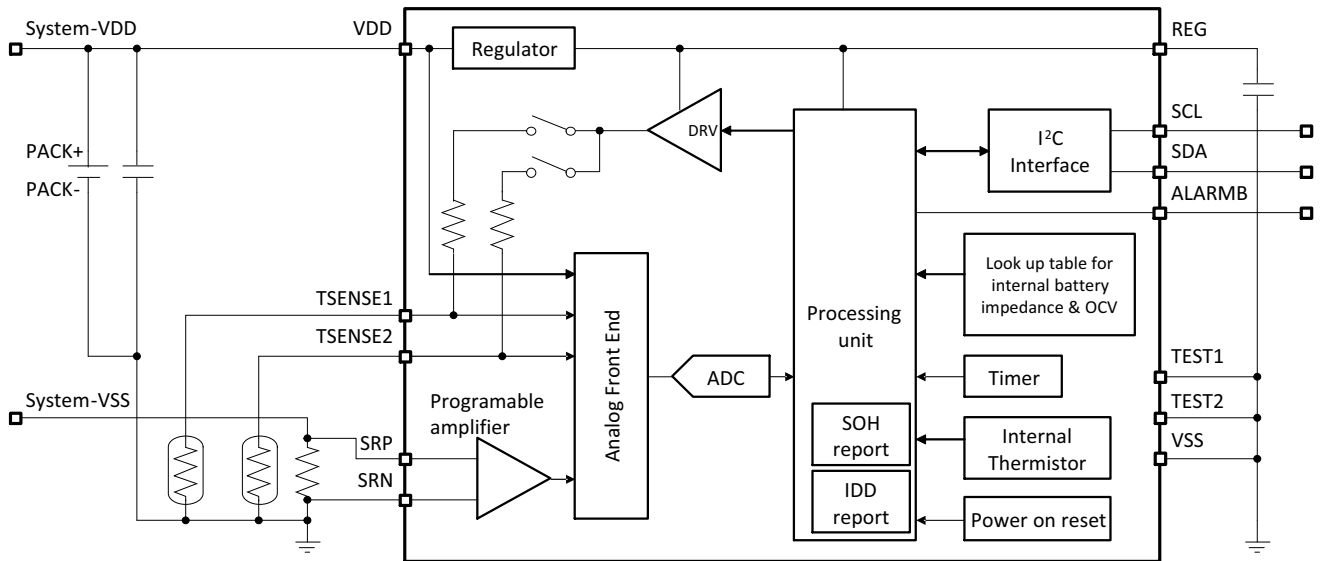 System-VDD
VDD
Regulator
REG
DRV
SCL
I²C
Interface
SDA
PACK+
PACK-
ALARMB
Look up table for
internal battery
impedance & OCV
TSENSE1
TSENSE2
Analog Front End
Processing
unit
ADC
Timer
TEST1
TEST2
System-VSS
Programable
amplifier
SOH
report
Internal
Thermistor
VSS
SRP
SRN
IDD
report
Power on reset